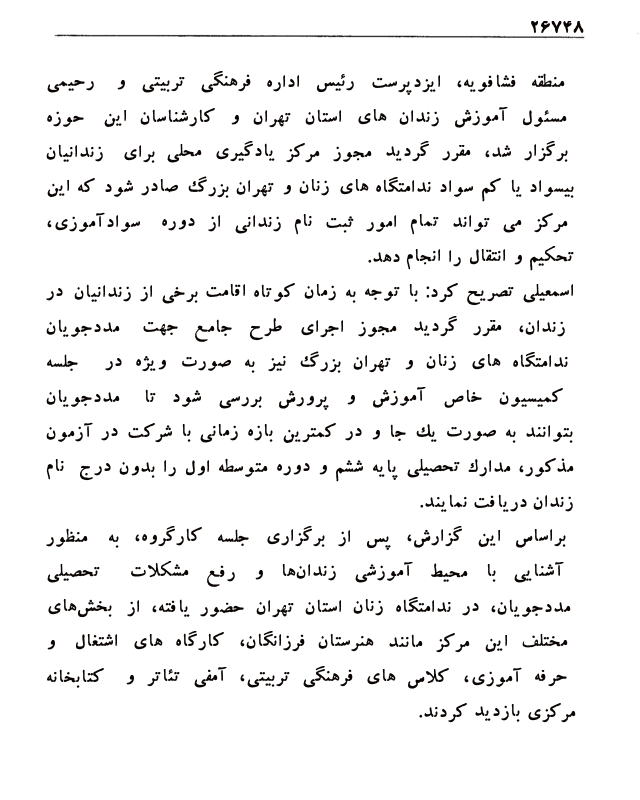 ۲۶۷۴۸
منطقه فشافویه، ایزدپرست رئیس اداره فرهنگی تربیتی و رحیمی
مسئول آموزش زندان های استان تهران و کارشناسان این حوزه
برگزار شد، مقرر گردید مجوز مرکز یادگیری محلی برای زندانیان
بیسواد یا کم سواد ندامتگاه های زنان و تهران بزرگ صادر شود که این
مرکز می تواند تمام امور ثبت نام زندانی از دوره سوادآموزی،
تحکیم و انتقال را انجام دهد.
اسمعیلی تصریح کرد: با توجه به زمان کوتاه اقامت برخی از زندانیان در
زندان، مقرر گردید مجوز اجرای طرح جامع جهت مددجویان
ندامتگاه های زنان و تهران بزرگ نیز به صورت ویژه در جلسه
کمیسیون خاص آموزش و پرورش بررسی شود تا مددجویان
بتوانند به صورت یك جا و در کمترین بازه زمانی با شرکت در آزمون
مذکور، مدارك تحصیلی پایه ششم و دوره متوسطه اول را بدون درج نام
زندان دریافت نمایند.
براساس این گزارش، پس از برگزاری جلسه کارگروه، به منظور
آشنایی با محیط آموزشی زندان‌ها و رفع مشکلات تحصیلی
مددجویان، در ندامتگاه زنان استان تهران حضور یافته، از بخش‌های
مختلف این مرکز مانند هنرستان فرزانگان، کارگاه های اشتغال و
حرفه آموزی، کلاس های فرهنگی تربیتی، آمفی تئاتر و کتابخانه
مرکزی بازدید کردند.